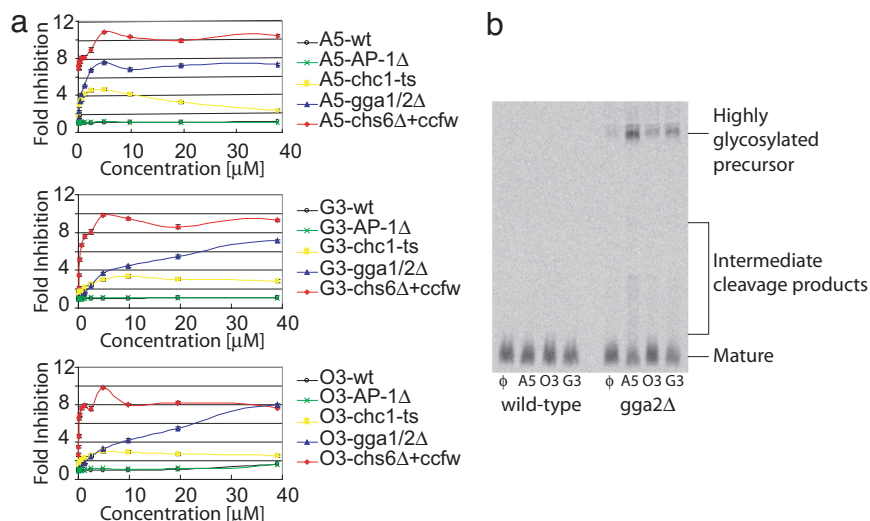 a
Fold Inhibition
12
8
4
0
0 10 20 30 40
Concentration [µM]
A5-wt
A5-AP-1Δ
A5-chc1-ts
A5-gga1/2Δ
A5-chs6Δ+ccfw
Fold Inhibition
12
8
4
0
0 10 20 30 40
Concentration [µM]
G3-wt
G3-AP-1Δ
G3-chc1-ts
G3-gga1/2Δ
G3-chs6Δ+ccfw
Fold Inhibition
12
8
4
0
0 10 20 30 40
Concentration [µM]
O3-wt
O3-AP-1Δ
O3-chc1-ts
O3-gga1/2Δ
O3-chs6Δ+ccfw
b
Highly
glycosylated
precursor
Intermediate
cleavage products
Mature
ϕ A5 O3 G3 ϕ A5 O3 G3
wild-type gga2Δ